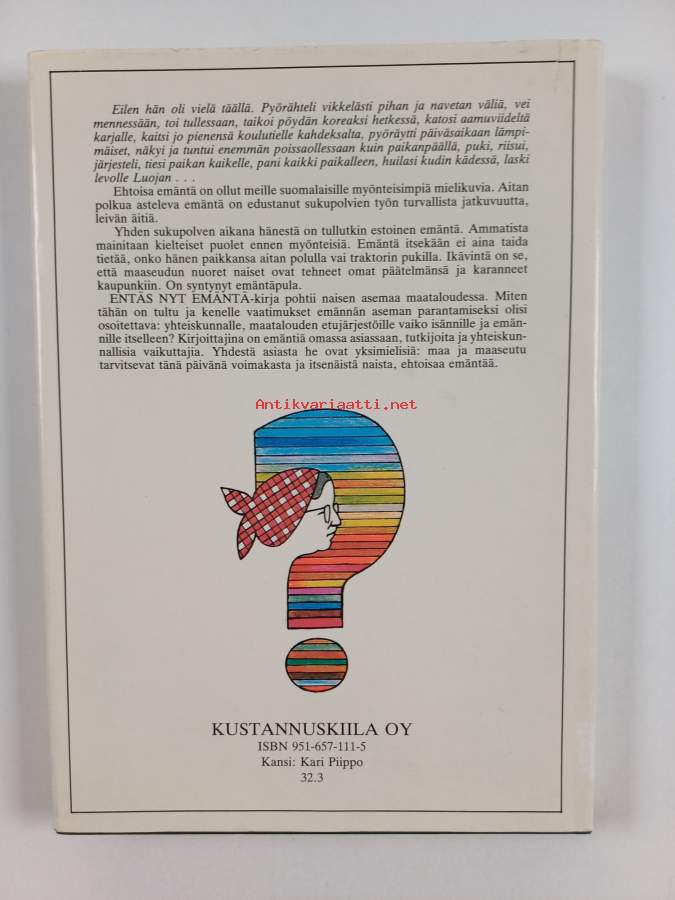 Eilen hän oli vielä täällä. Pyörähteli vikkelästi pihan ja navetan väliä, vei
mennessään, toi tullessaan, taikoi pöydän koreaksi hetkessä, katosi aamuviideltä
karjalle, kaitsi jo pienensä koulutielle kahdeksalta, pyöräytti päiväsaikaan lämpi-
mäiset, näkyi ja tuntui enemmän poissaollessaan kuin paikanpäällä, puki, riisui,
järjesteli, tiesi paikan kaikelle, pani kaikki paikalleen, huilasi kudin kädessä, laski
levolle Luojan . . .
Ehtoisa emäntä on ollut meille suomalaisille myönteisimpiä mielikuvia. Aitan
polkua asteleva emäntä on edustanut sukupolvien työn turvallista jatkuvuutta,
leivän äitiä.
Yhden sukupolven aikana hänestä on tullutkin estoinen emäntä. Ammatista
mainitaan kielteiset puolet ennen myönteisiä. Emäntä itsekään ei aina taida
tietää, onko hänen paikkansa aitan polulla vai traktorin pukilla. Ikävintä on se,
että maaseudun nuoret naiset ovat tehneet omat päätelmänsä ja karanneet
kaupunkiin. On syntynyt emäntäpula.
ENTÄS NYT EMÄNTÄ-kirja pohtii naisen asemaa maataloudessa. Miten
tähän on tultu ja kenelle vaatimukset emännän aseman parantamiseksi olisi
osoitettava: yhteiskunnalle, maatalouden etujärjestöille vaiko isännille ja emän-
nille itselleen? Kirjoittajina on emäntiä omassa asiassaan, tutkijoita ja yhteiskun-
nallisia vaikuttajia. Yhdestä asiasta he ovat yksimielisiä: maa ja maaseutu
tarvitsevat tänä päivänä voimakasta ja itsenäistä naista, ehtoisaa emäntää.
Antikvariaatti.net
KUSTANNUSKIILA OY
ISBN 951-657-111-5
Kansi: Kari Piippo
32.3